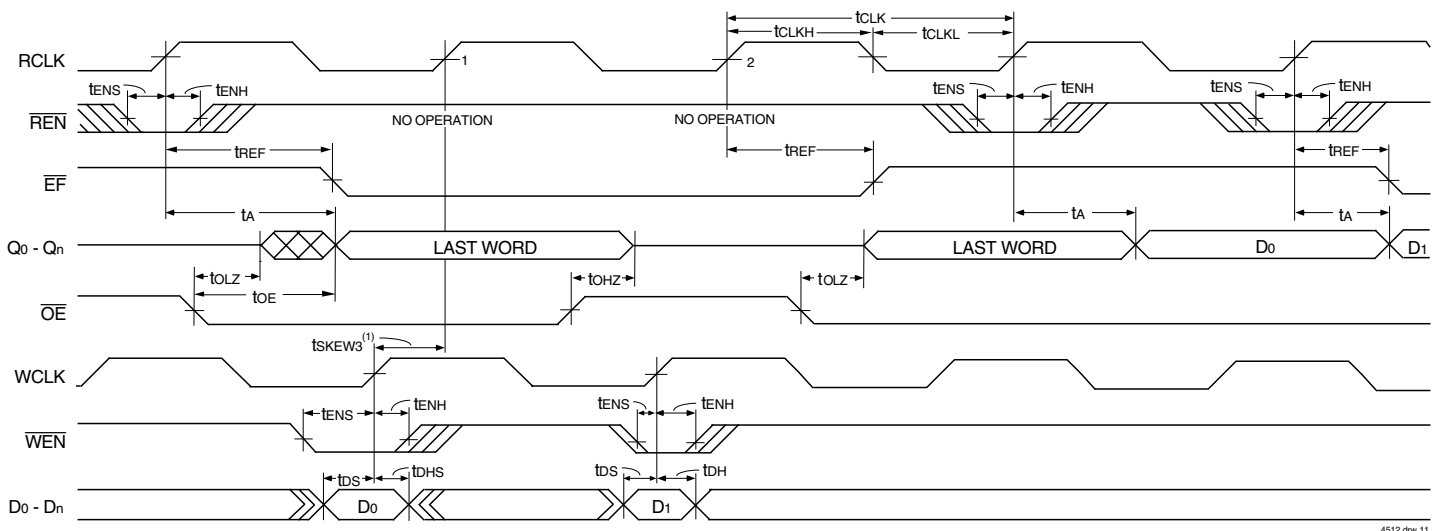 tCLK
tCLKH tCLKL
RCLK 1 2
tENS tENH tENS tENH tENS tENH
REN NO OPERATION NO OPERATION
tREF tREF tREF
EF
tA tA tA
Q0 - Qn LAST WORD LAST WORD D0 D1
tOLZ tOHZ tOLZ
tOE
OE
tSKEW3(1)
WCLK
tENS tENH tENS tENH
WEN
tDS tDHS tDS tDH
D0 - Dn D0 D1
4512 drw 11